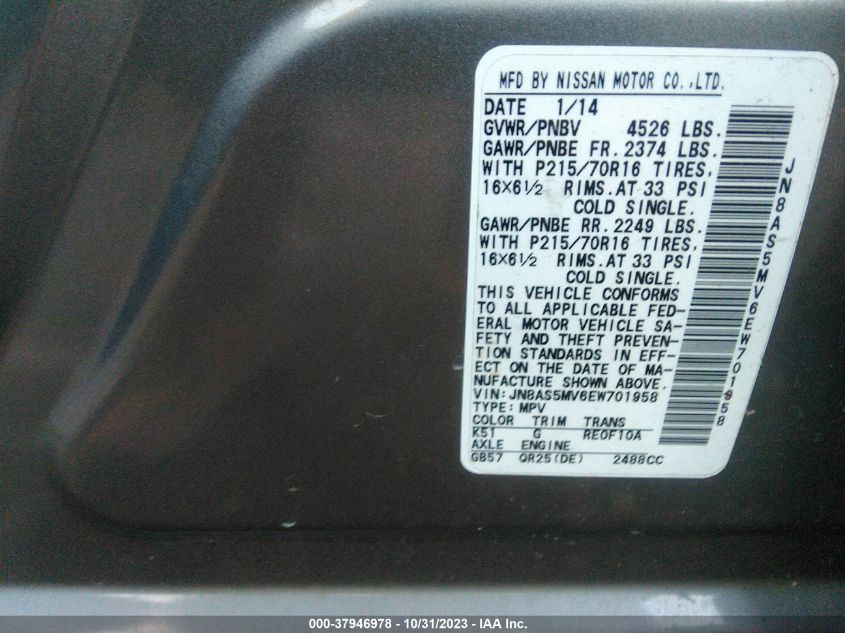 MFD BY NISSAN MOTOR CO.,LTD.
DATE 1/14
GVWR/PNBV 4526 LBS.
GAWR/PNBE FR. 2374 LBS.
WITH P215/70R16 TIRES,
16X6½ RIMS. AT 33 PSI
COLD SINGLE.
GAWR/PNBE RR. 2249 LBS.
WITH P215/70R16 TIRES,
16X6½ RIMS. AT 33 PSI
COLD SINGLE.
THIS VEHICLE CONFORMS
TO ALL APPLICABLE FED-
ERAL MOTOR VEHICLE SA-
FETY AND THEFT PREVEN-
TION STANDARDS IN EFF-
ECT ON THE DATE OF MA-
NUFACTURE SHOWN ABOVE.
VIN: JN8AS5MV6EW701958
TYPE: MPV
COLOR TRIM TRANS
K51 G RE0F10A
AXLE ENGINE
GB57 QR25(DE) 2488CC
JN8AS5MV6EW701958
000-37946978 - 10/31/2023 - IAA Inc.